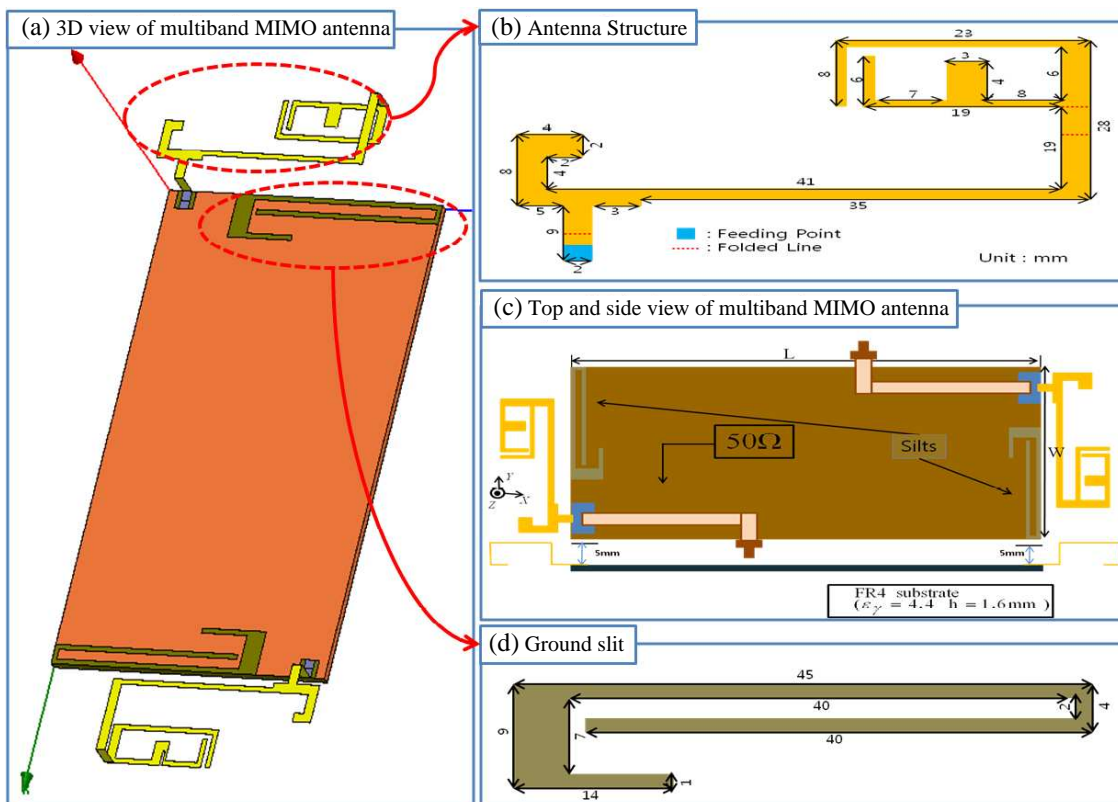 (a) 3D view of multiband MIMO antenna
(b) Antenna Structure
23
8
6
3
4
6
7
8
19
28
19
4
2
2
8
4
41
5
3
35
9
2
: Feeding Point
: Folded Line
Unit : mm
(c) Top and side view of multiband MIMO antenna
L
50Ω
Silts
W
Y
Z
X
5mm
5mm
FR4 substrate
(εγ = 4.4 h = 1.6mm)
(d) Ground slit
45
40
2
4
9
7
40
1
14